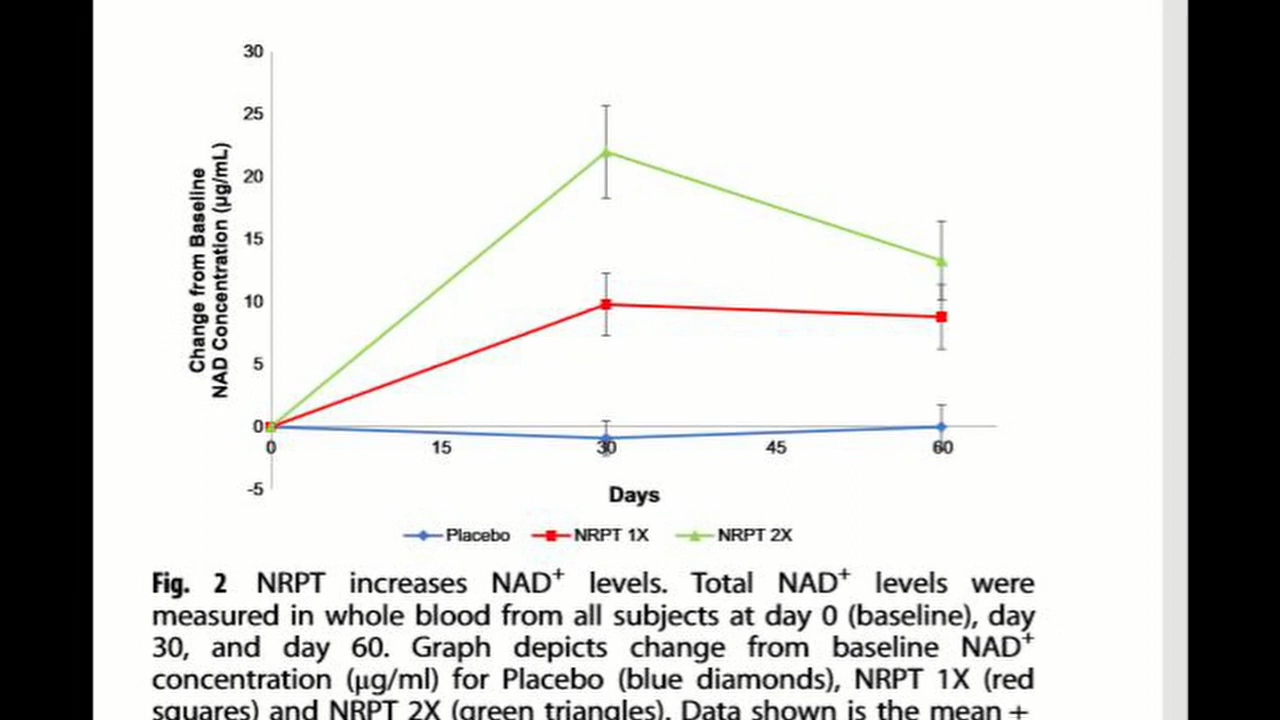 30
25
20
15
10
5
0
-5
Change from Baseline
NAD Concentration (µg/mL)
0 15 30 45 60
Days
Placebo NRPT 1X NRPT 2X
Fig. 2 NRPT increases NAD⁺ levels. Total NAD⁺ levels were
measured in whole blood from all subjects at day 0 (baseline), day
30, and day 60. Graph depicts change from baseline NAD⁺
concentration (µg/ml) for Placebo (blue diamonds), NRPT 1X (red
squares) and NRPT 2X (green triangles). Data shown is the mean +